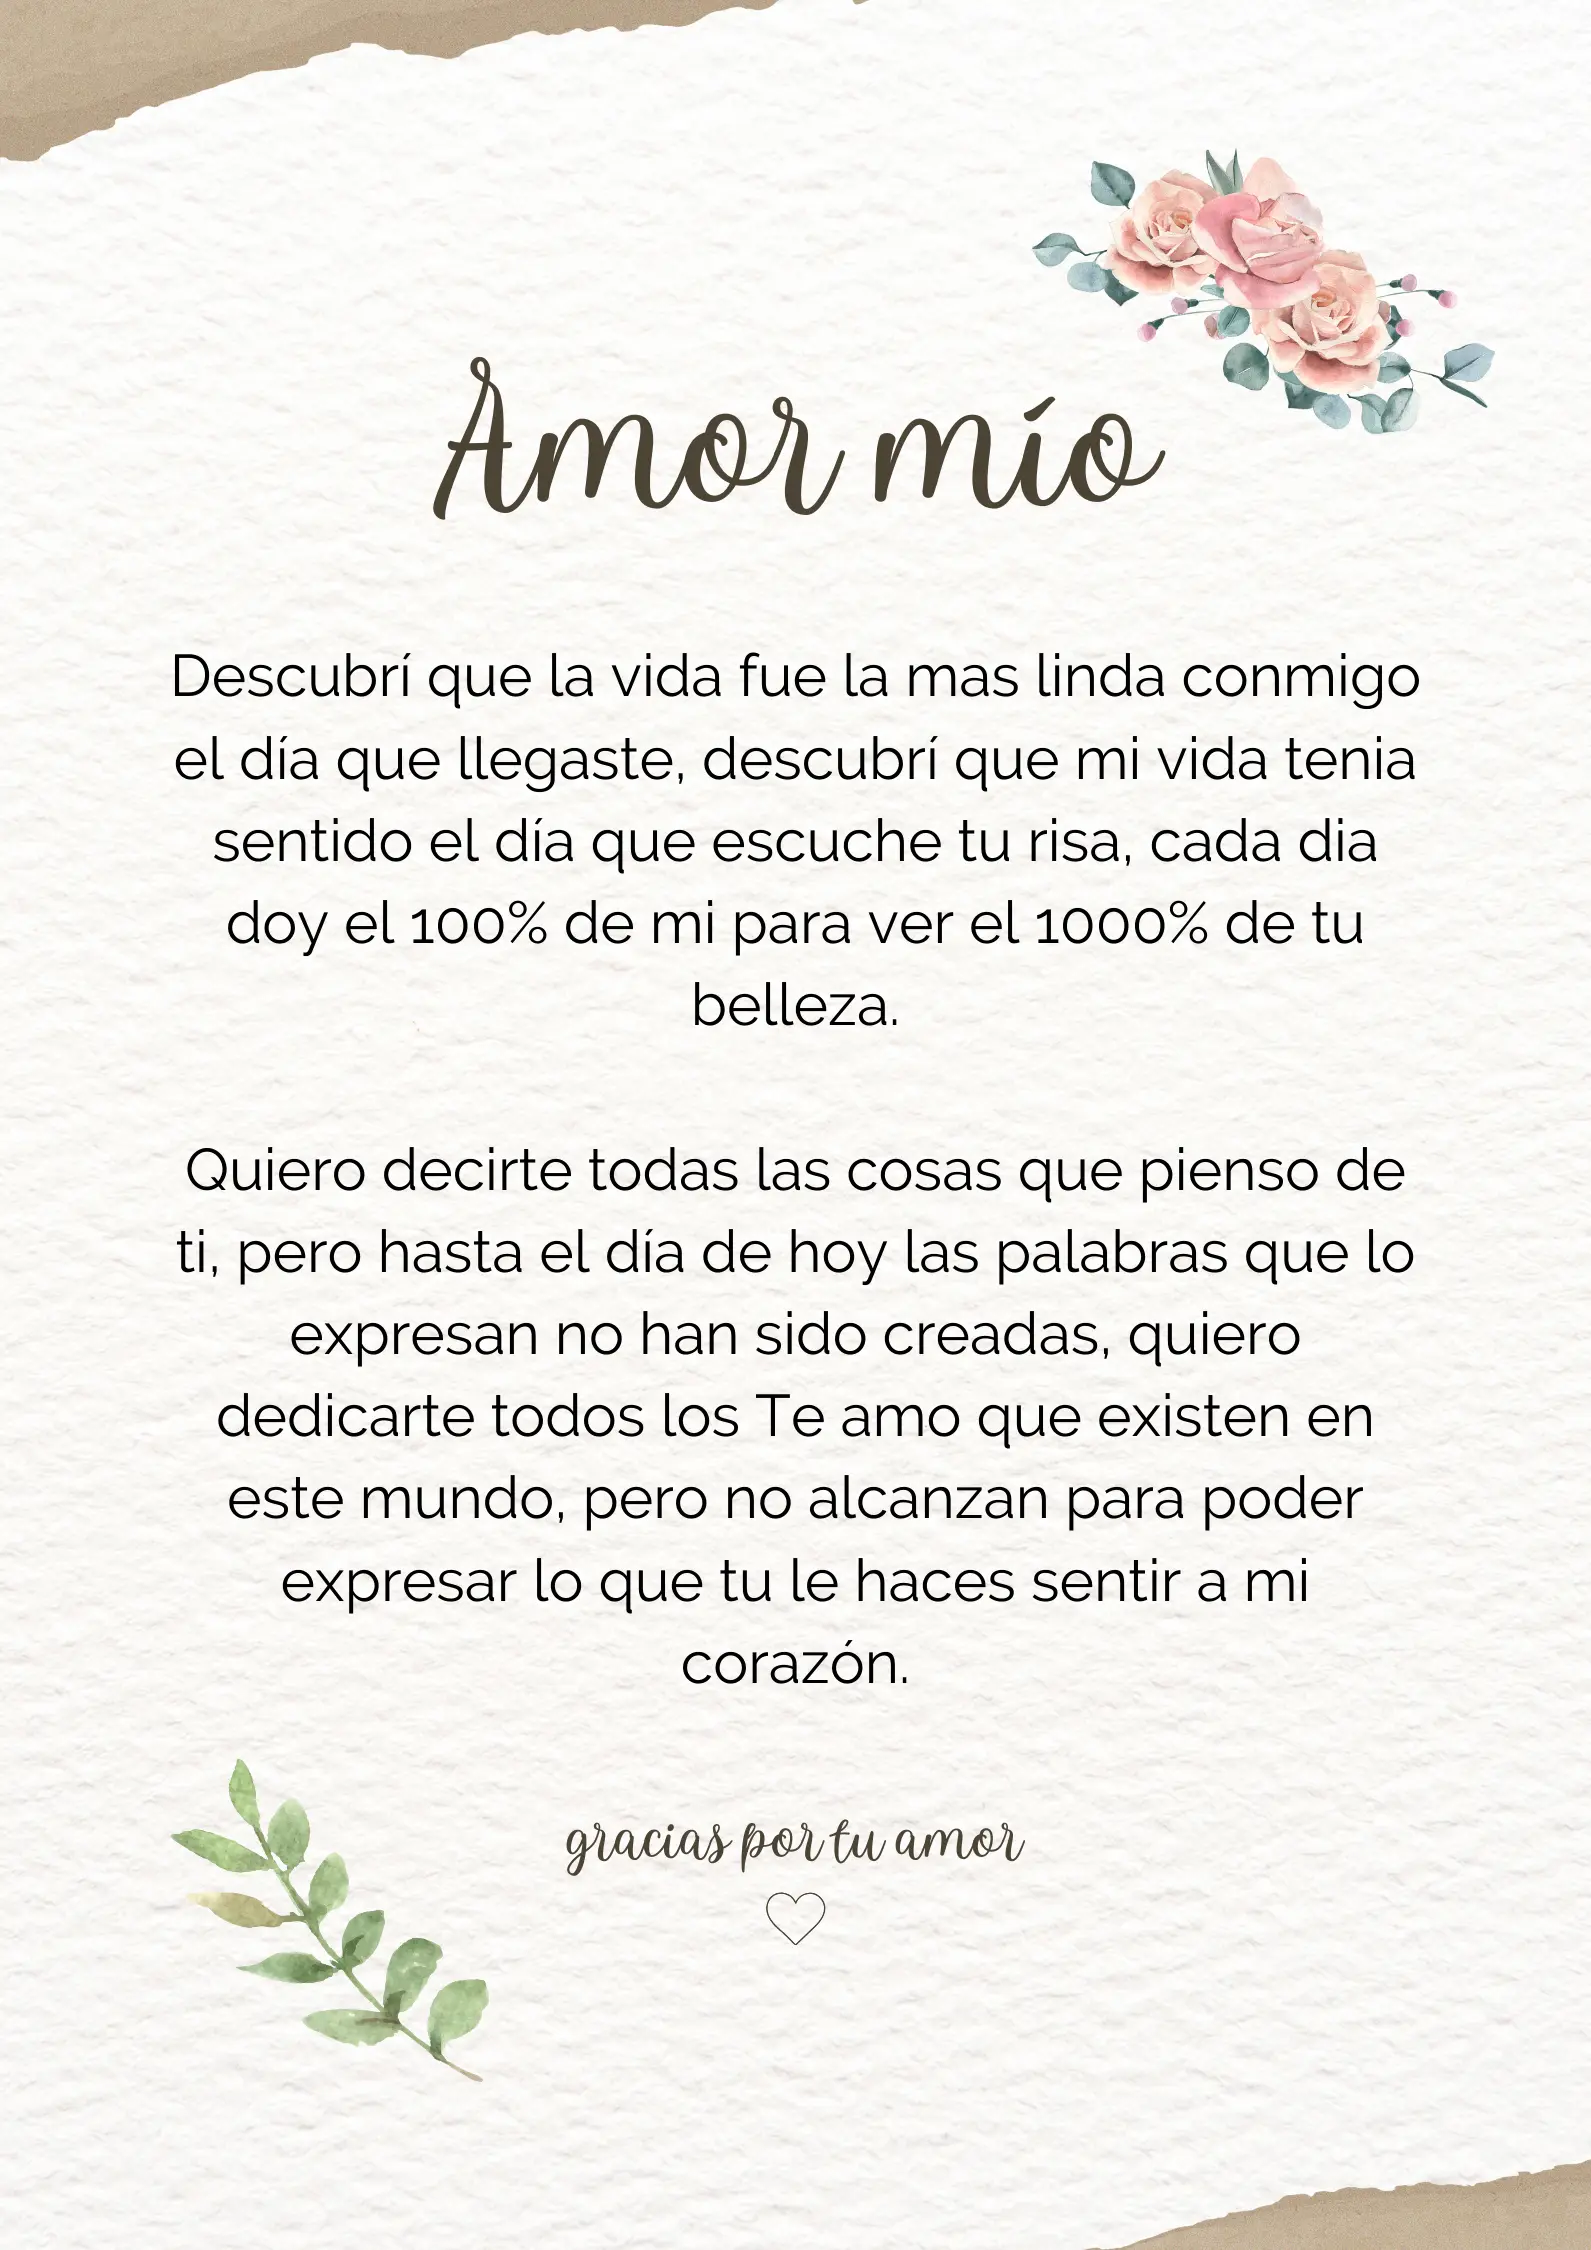 Amor mío
Descubrí que la vida fue la mas linda conmigo
el día que llegaste, descubrí que mi vida tenia
sentido el día que escuche tu risa, cada dia
doy el 100% de mi para ver el 1000% de tu
belleza.
Quiero decirte todas las cosas que pienso de
ti, pero hasta el día de hoy las palabras que lo
expresan no han sido creadas, quiero
dedicarte todos los Te amo que existen en
este mundo, pero no alcanzan para poder
expresar lo que tu le haces sentir a mi
corazón.
gracias por tu amor